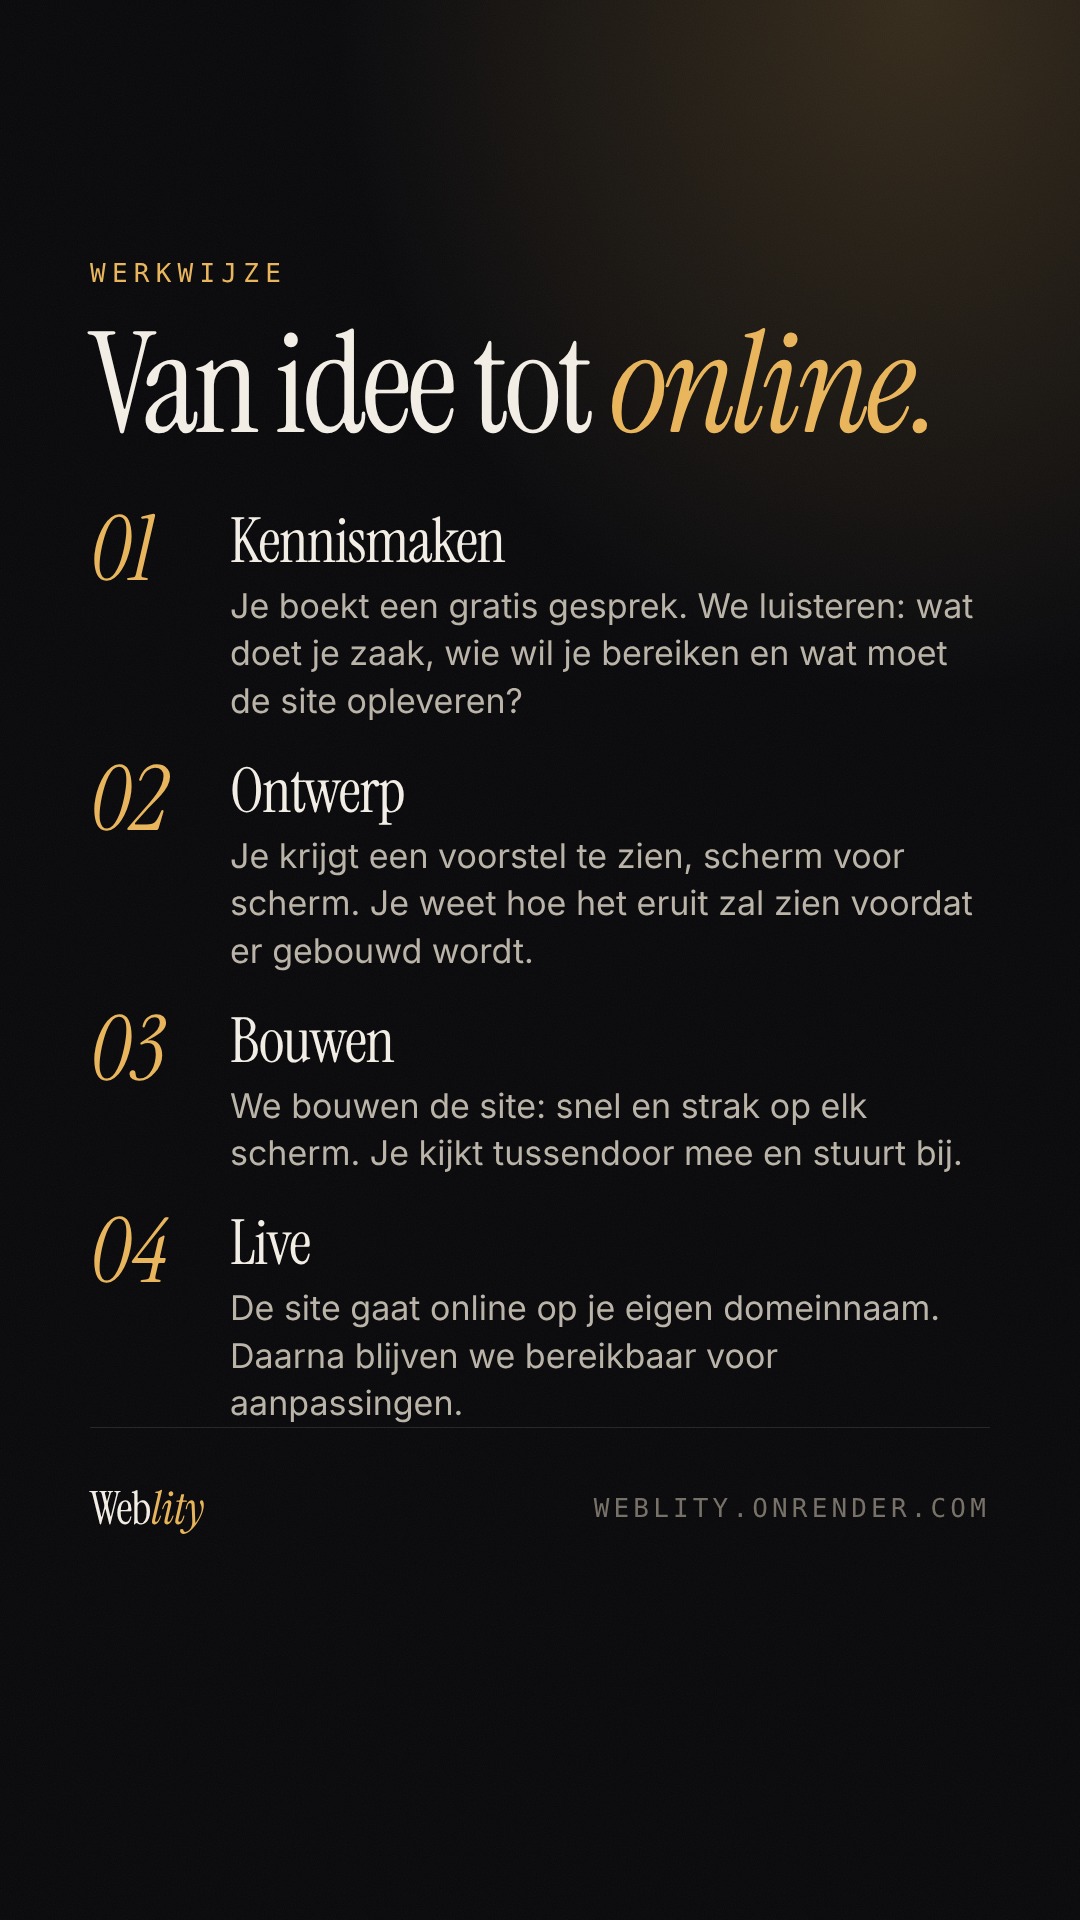 WERKWIJZE
Van idee tot online.
01
Kennismaken
Je boekt een gratis gesprek. We luisteren: wat
doet je zaak, wie wil je bereiken en wat moet
de site opleveren?
02
Ontwerp
Je krijgt een voorstel te zien, scherm voor
scherm. Je weet hoe het eruit zal zien voordat
er gebouwd wordt.
03
Bouwen
We bouwen de site: snel en strak op elk
scherm. Je kijkt tussendoor mee en stuurt bij.
04
Live
De site gaat online op je eigen domeinnaam.
Daarna blijven we bereikbaar voor
aanpassingen.
Weblity
WEBLITY.ONRENDER.COM